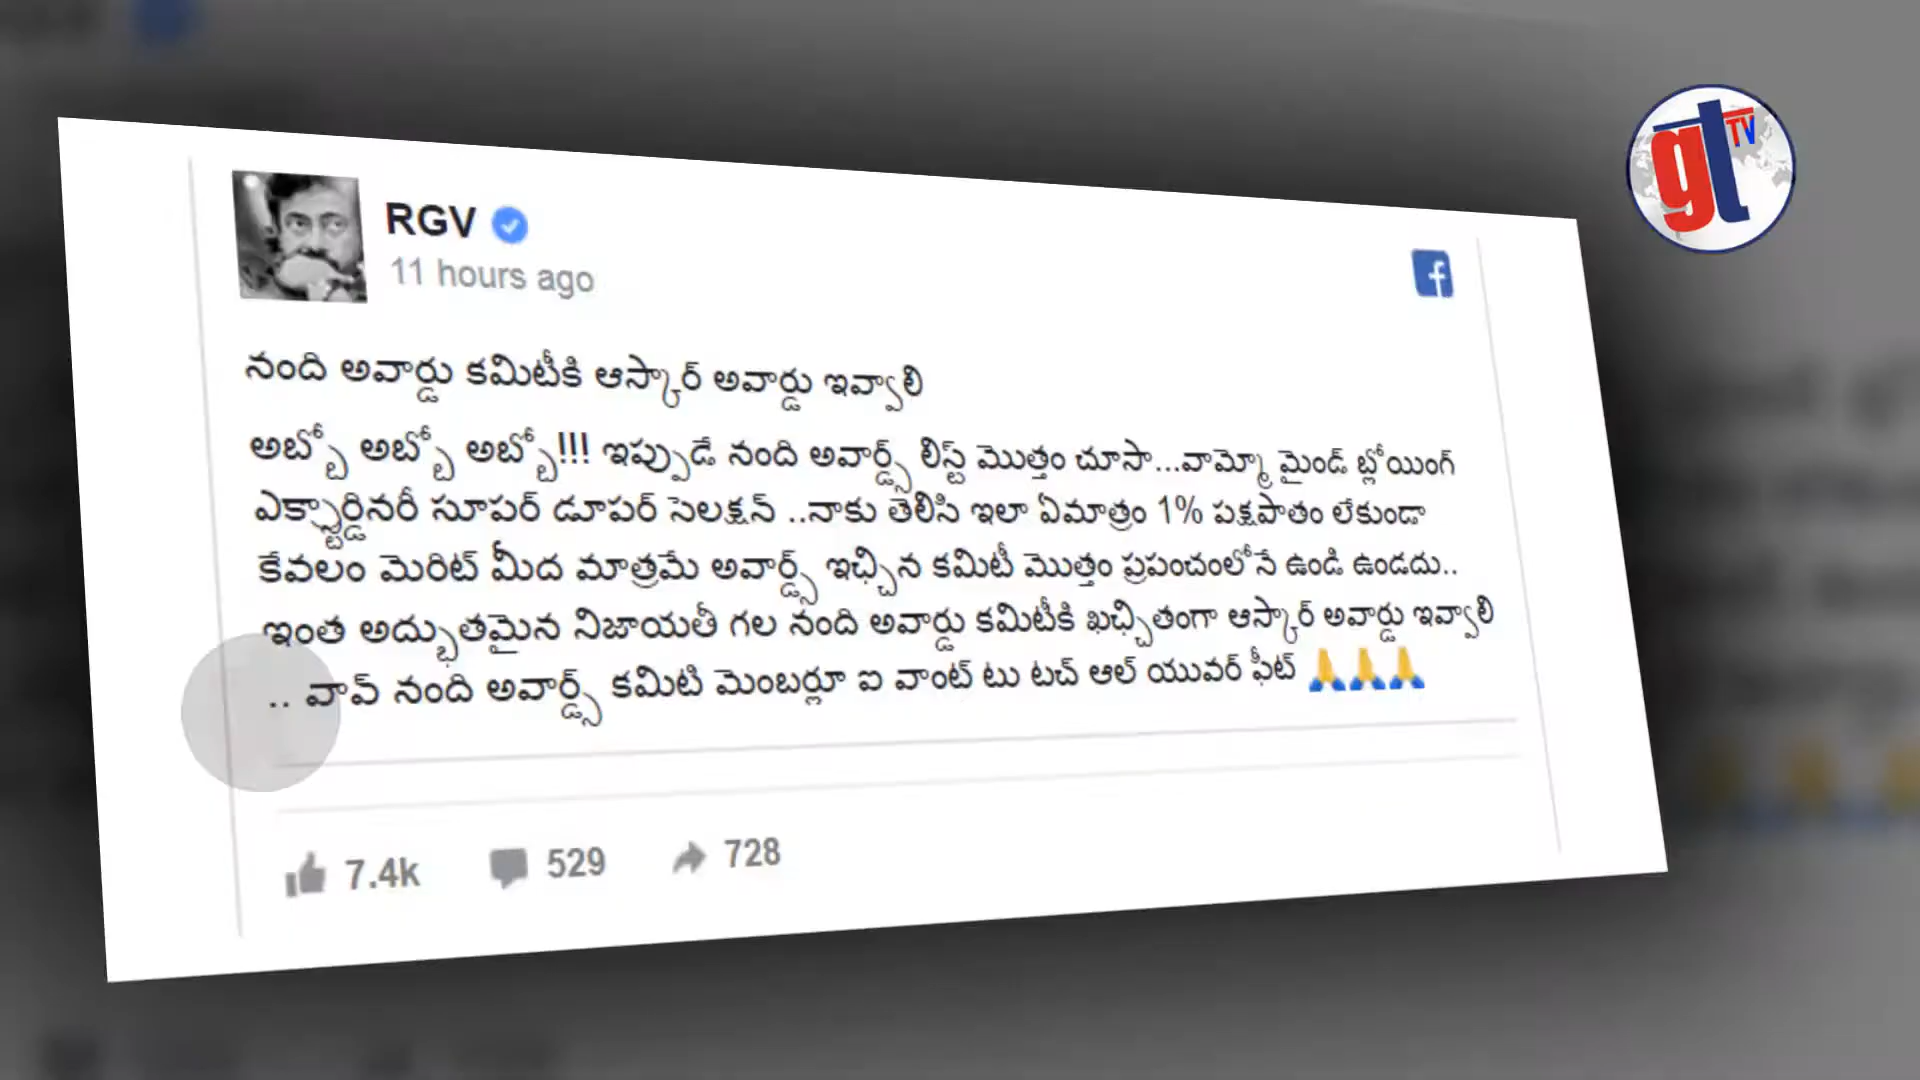 gt TV
RGV
11 hours ago
నంది అవార్డు కమిటీకి ఆస్కార్ అవార్డు ఇవ్వాలి
అబ్బో అబ్బో అబ్బో!!! ఇప్పుడే నంది అవార్డ్స్ లిస్ట్ మొత్తం చూసా...వామ్మో మైండ్ బ్లోయింగ్
ఎక్స్ట్రార్డినరీ సూపర్ డూపర్ సెలక్షన్ ..నాకు తెలిసి ఇలా ఏమాత్రం 1% పక్షపాతం లేకుండా
కేవలం మెరిట్ మీద మాత్రమే అవార్డ్స్ ఇచ్చిన కమిటీ మొత్తం ప్రపంచంలోనే ఉండి ఉండదు..
ఇంత అద్భుతమైన నిజాయతీ గల నంది అవార్డు కమిటీకి ఖచ్చితంగా ఆస్కార్ అవార్డు ఇవ్వాలి
.. వావ్ నంది అవార్డ్స్ కమిటి మెంబర్లూ ఐ వాంట్ టు టచ్ ఆల్ యువర్ ఫీట్ 🙏🙏🙏
7.4k 529 728